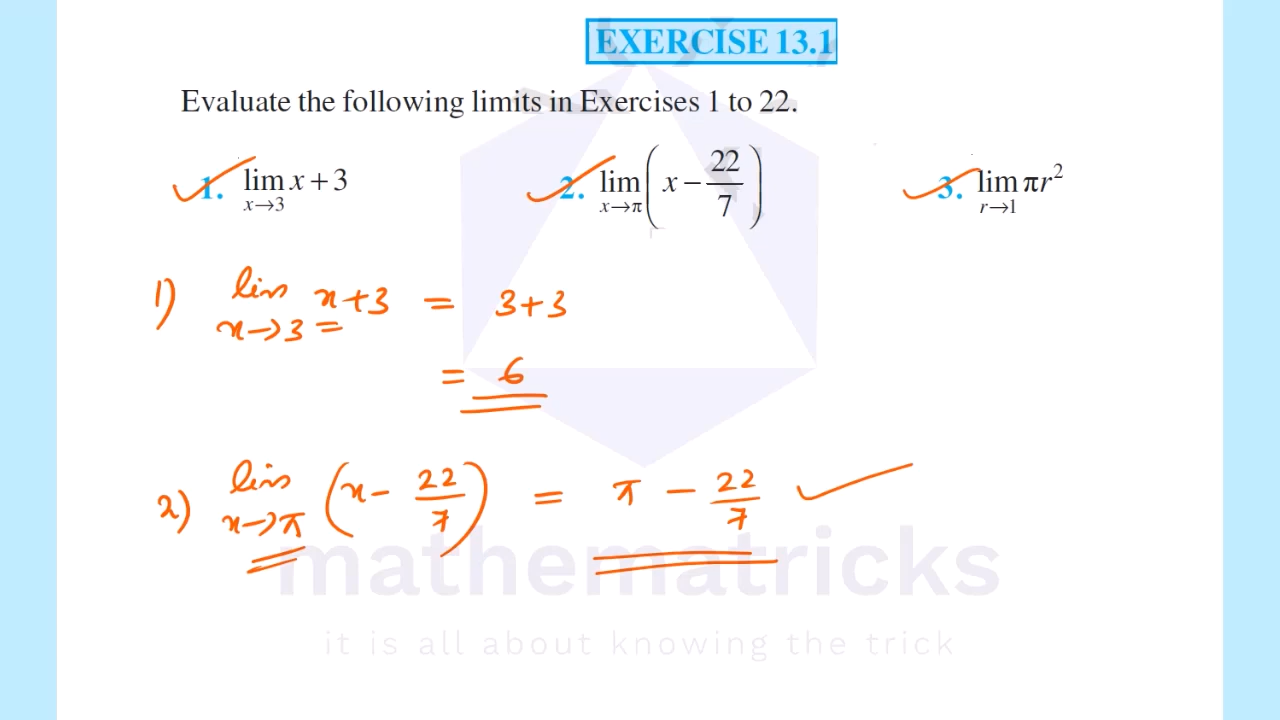 EXERCISE 13.1
Evaluate the following limits in Exercises 1 to 22.
1. lim x→3 x + 3
2. lim x→π (x − 22/7)
3. lim r→1 πr²
1) lim x→3 x+3 = 3+3
= 6
2) lim x→π (x − 22/7) = π − 22/7
mathematricks
it is all about knowing the trick